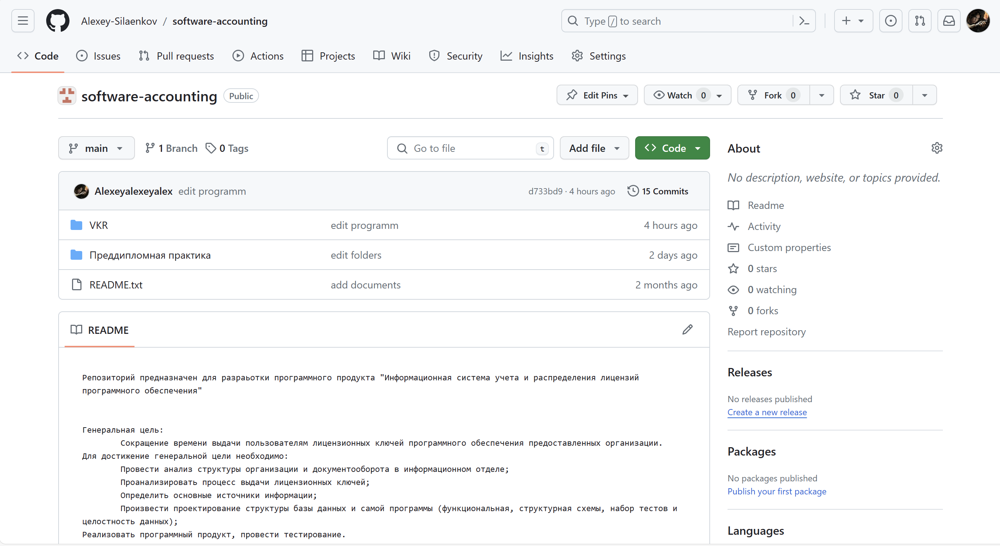 Alexey-Silaenkov / software-accounting
Type / to search
Code Issues Pull requests Actions Projects Wiki Security Insights Settings
software-accounting Public
Edit Pins Watch 0 Fork 0 Star 0
main 1 Branch 0 Tags Go to file t Add file Code
Alexeyalexeyalex edit programm d733bd9 · 4 hours ago 15 Commits
VKR edit programm 4 hours ago
Преддипломная практика edit folders 2 days ago
README.txt add documents 2 months ago
README
Репозиторий предназначен для разраьотки программного продукта "Информационная система учета и распределения лицензий
программного обеспечения"
Генеральная цель:
Сокращение времени выдачи пользователям лицензионных ключей программного обеспечения предоставленных организации.
Для достижение генеральной цели необходимо:
Провести анализ структуры организации и документооборота в информационном отделе;
Проанализировать процесс выдачи лицензионных ключей;
Определить основные источники информации;
Произвести проектирование структуры базы данных и самой программы (функциональная, структурная схемы, набор тестов и
целостность данных);
Реализовать программный продукт, провести тестирование.
About
No description, website, or topics provided.
Readme
Activity
Custom properties
0 stars
0 watching
0 forks
Report repository
Releases
No releases published
Create a new release
Packages
No packages published
Publish your first package
Languages